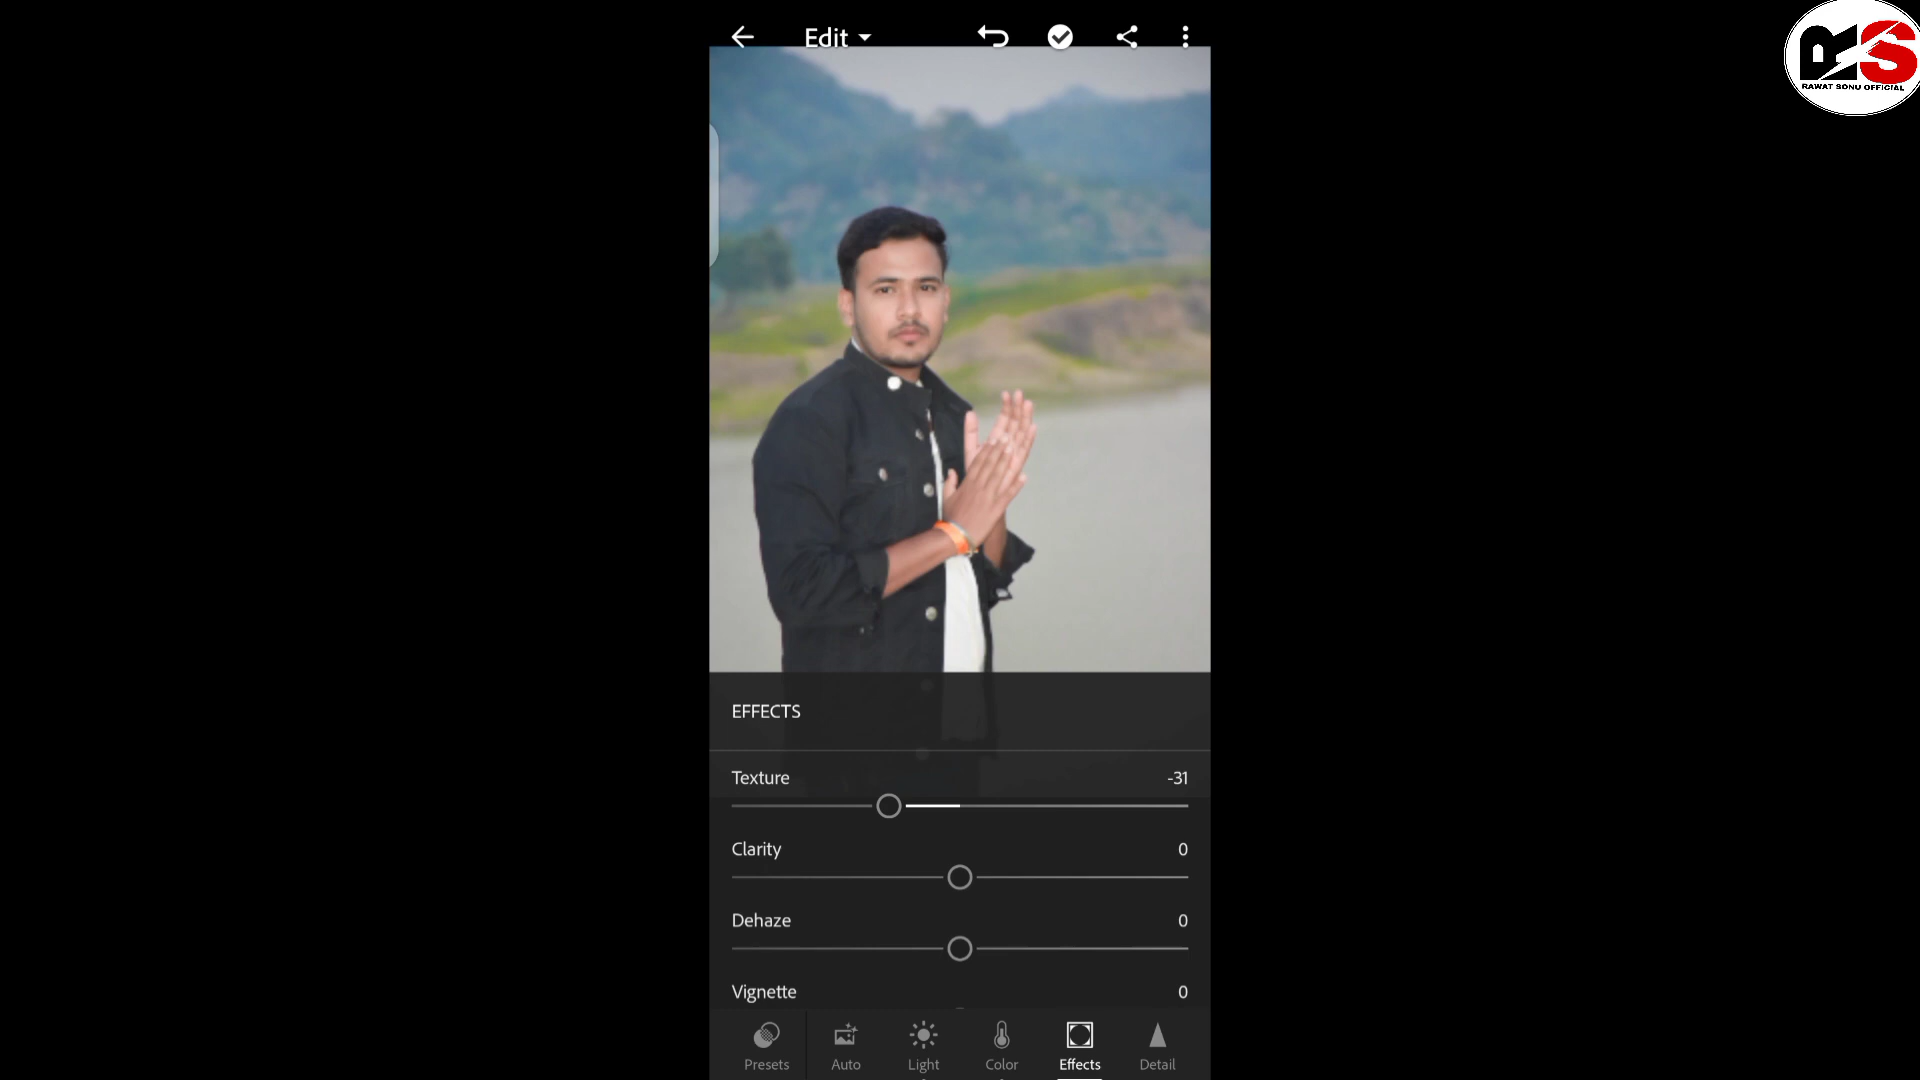 Edit
RS
RAWAT SONU OFFICIAL
EFFECTS
Texture -31
Clarity 0
Dehaze 0
Vignette 0
Presets Auto Light Color Effects Detail